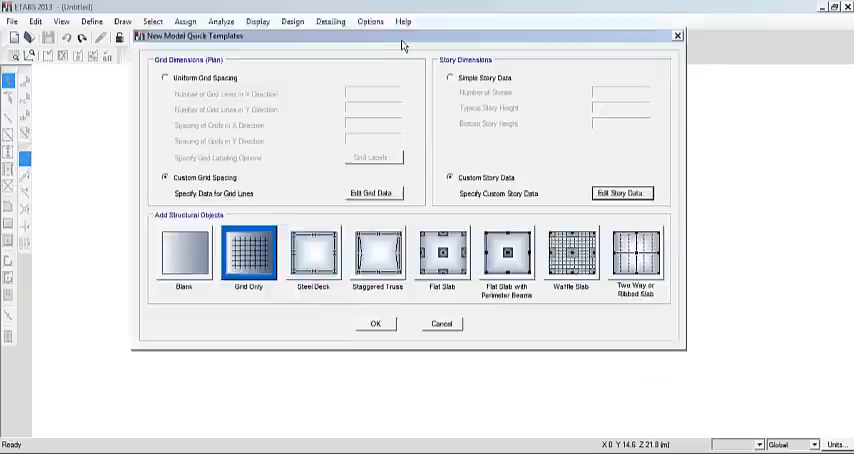 ETABS 2013 - (Untitled)
File Edit View Define Draw Select Assign Analyze Display Design Detailing Options Help
New Model Quick Templates
Grid Dimensions (Plan)
Uniform Grid Spacing
Number of Grid Lines in X Direction
Number of Grid Lines in Y Direction
Spacing of Grids in X Direction
Spacing of Grids in Y Direction
Specify Grid Labeling Options
Grid Labels...
Custom Grid Spacing
Specify Data for Grid Lines
Edit Grid Data...
Story Dimensions
Simple Story Data
Number of Stories
Typical Story Height
Bottom Story Height
Custom Story Data
Specify Custom Story Data
Edit Story Data...
Add Structural Objects
Blank
Grid Only
Steel Deck
Staggered Truss
Flat Slab
Flat Slab with
Perimeter Beams
Waffle Slab
Two Way or
Ribbed Slab
OK
Cancel
Ready
X 0 Y 14.6 Z 21.8 (m)
Global
Units...